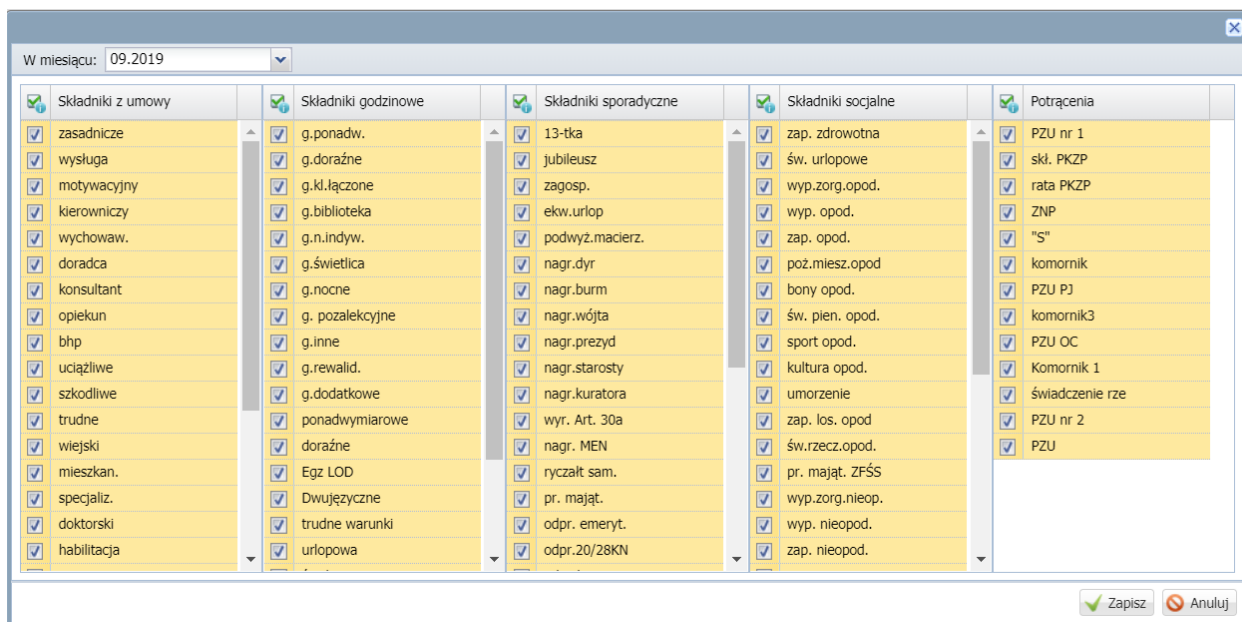 W miesiącu: 09.2019
Składniki z umowy
zasadnicze
wysługa
motywacyjny
kierowniczy
wychowaw.
doradca
konsultant
opiekun
bhp
uciążliwe
szkodliwe
trudne
wiejski
mieszkan.
specjaliz.
doktorski
habilitacja
Składniki godzinowe
g.ponadw.
g.doraźne
g.kl.łączone
g.biblioteka
g.n.indyw.
g.świetlica
g.nocne
g. pozalekcyjne
g.inne
g.rewalid.
g.dodatkowe
ponadwymiarowe
doraźne
Egz LOD
Dwujęzyczne
trudne warunki
urlopowa
Składniki sporadyczne
13-tka
jubileusz
zagosp.
ekw.urlop
podwyż.macierz.
nagr.dyr
nagr.burm
nagr.wójta
nagr.prezyd
nagr.starosty
nagr.kuratora
wyr. Art. 30a
nagr. MEN
ryczałt sam.
pr. mająt.
odpr. emeryt.
odpr.20/28KN
Składniki socjalne
zap. zdrowotna
św. urlopowe
wyp.zorg.opod.
wyp. opod.
zap. opod.
poż.miesz.opod
bony opod.
św. pien. opod.
sport opod.
kultura opod.
umorzenie
zap. los. opod
św.rzecz.opod.
pr. mająt. ZFŚS
wyp.zorg.nieop.
wyp. nieopod.
zap. nieopod.
Potrącenia
PZU nr 1
skł. PKZP
rata PKZP
ZNP
"S"
komornik
PZU PJ
komornik3
PZU OC
Komornik 1
świadczenie rze
PZU nr 2
PZU
Zapisz
Anuluj